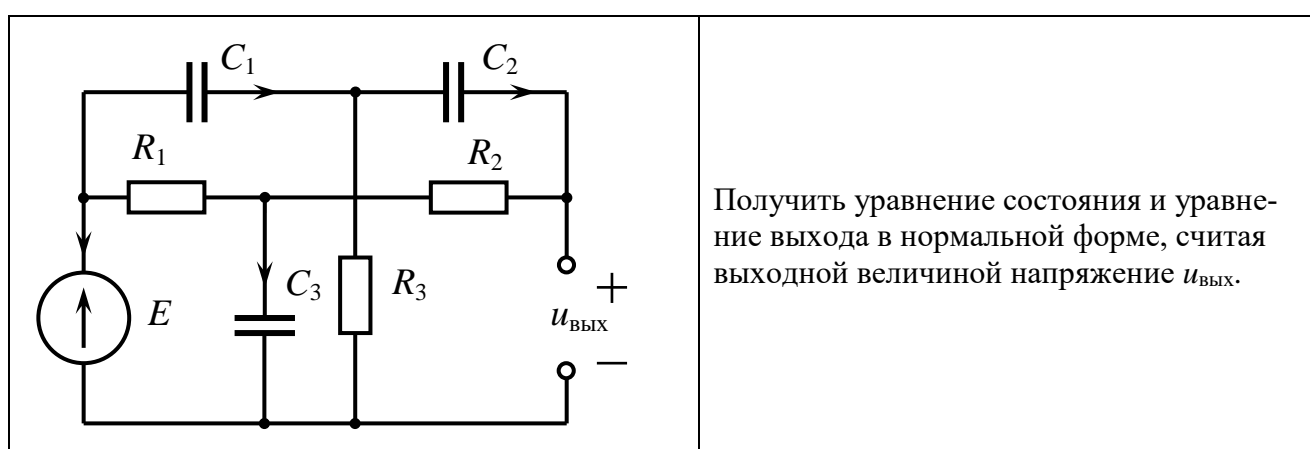 C1
C2
R1
R2
Получить уравнение состояния и уравне-
ние выхода в нормальной форме, считая
выходной величиной напряжение uвых.
E
C3
R3
+
uвых
−